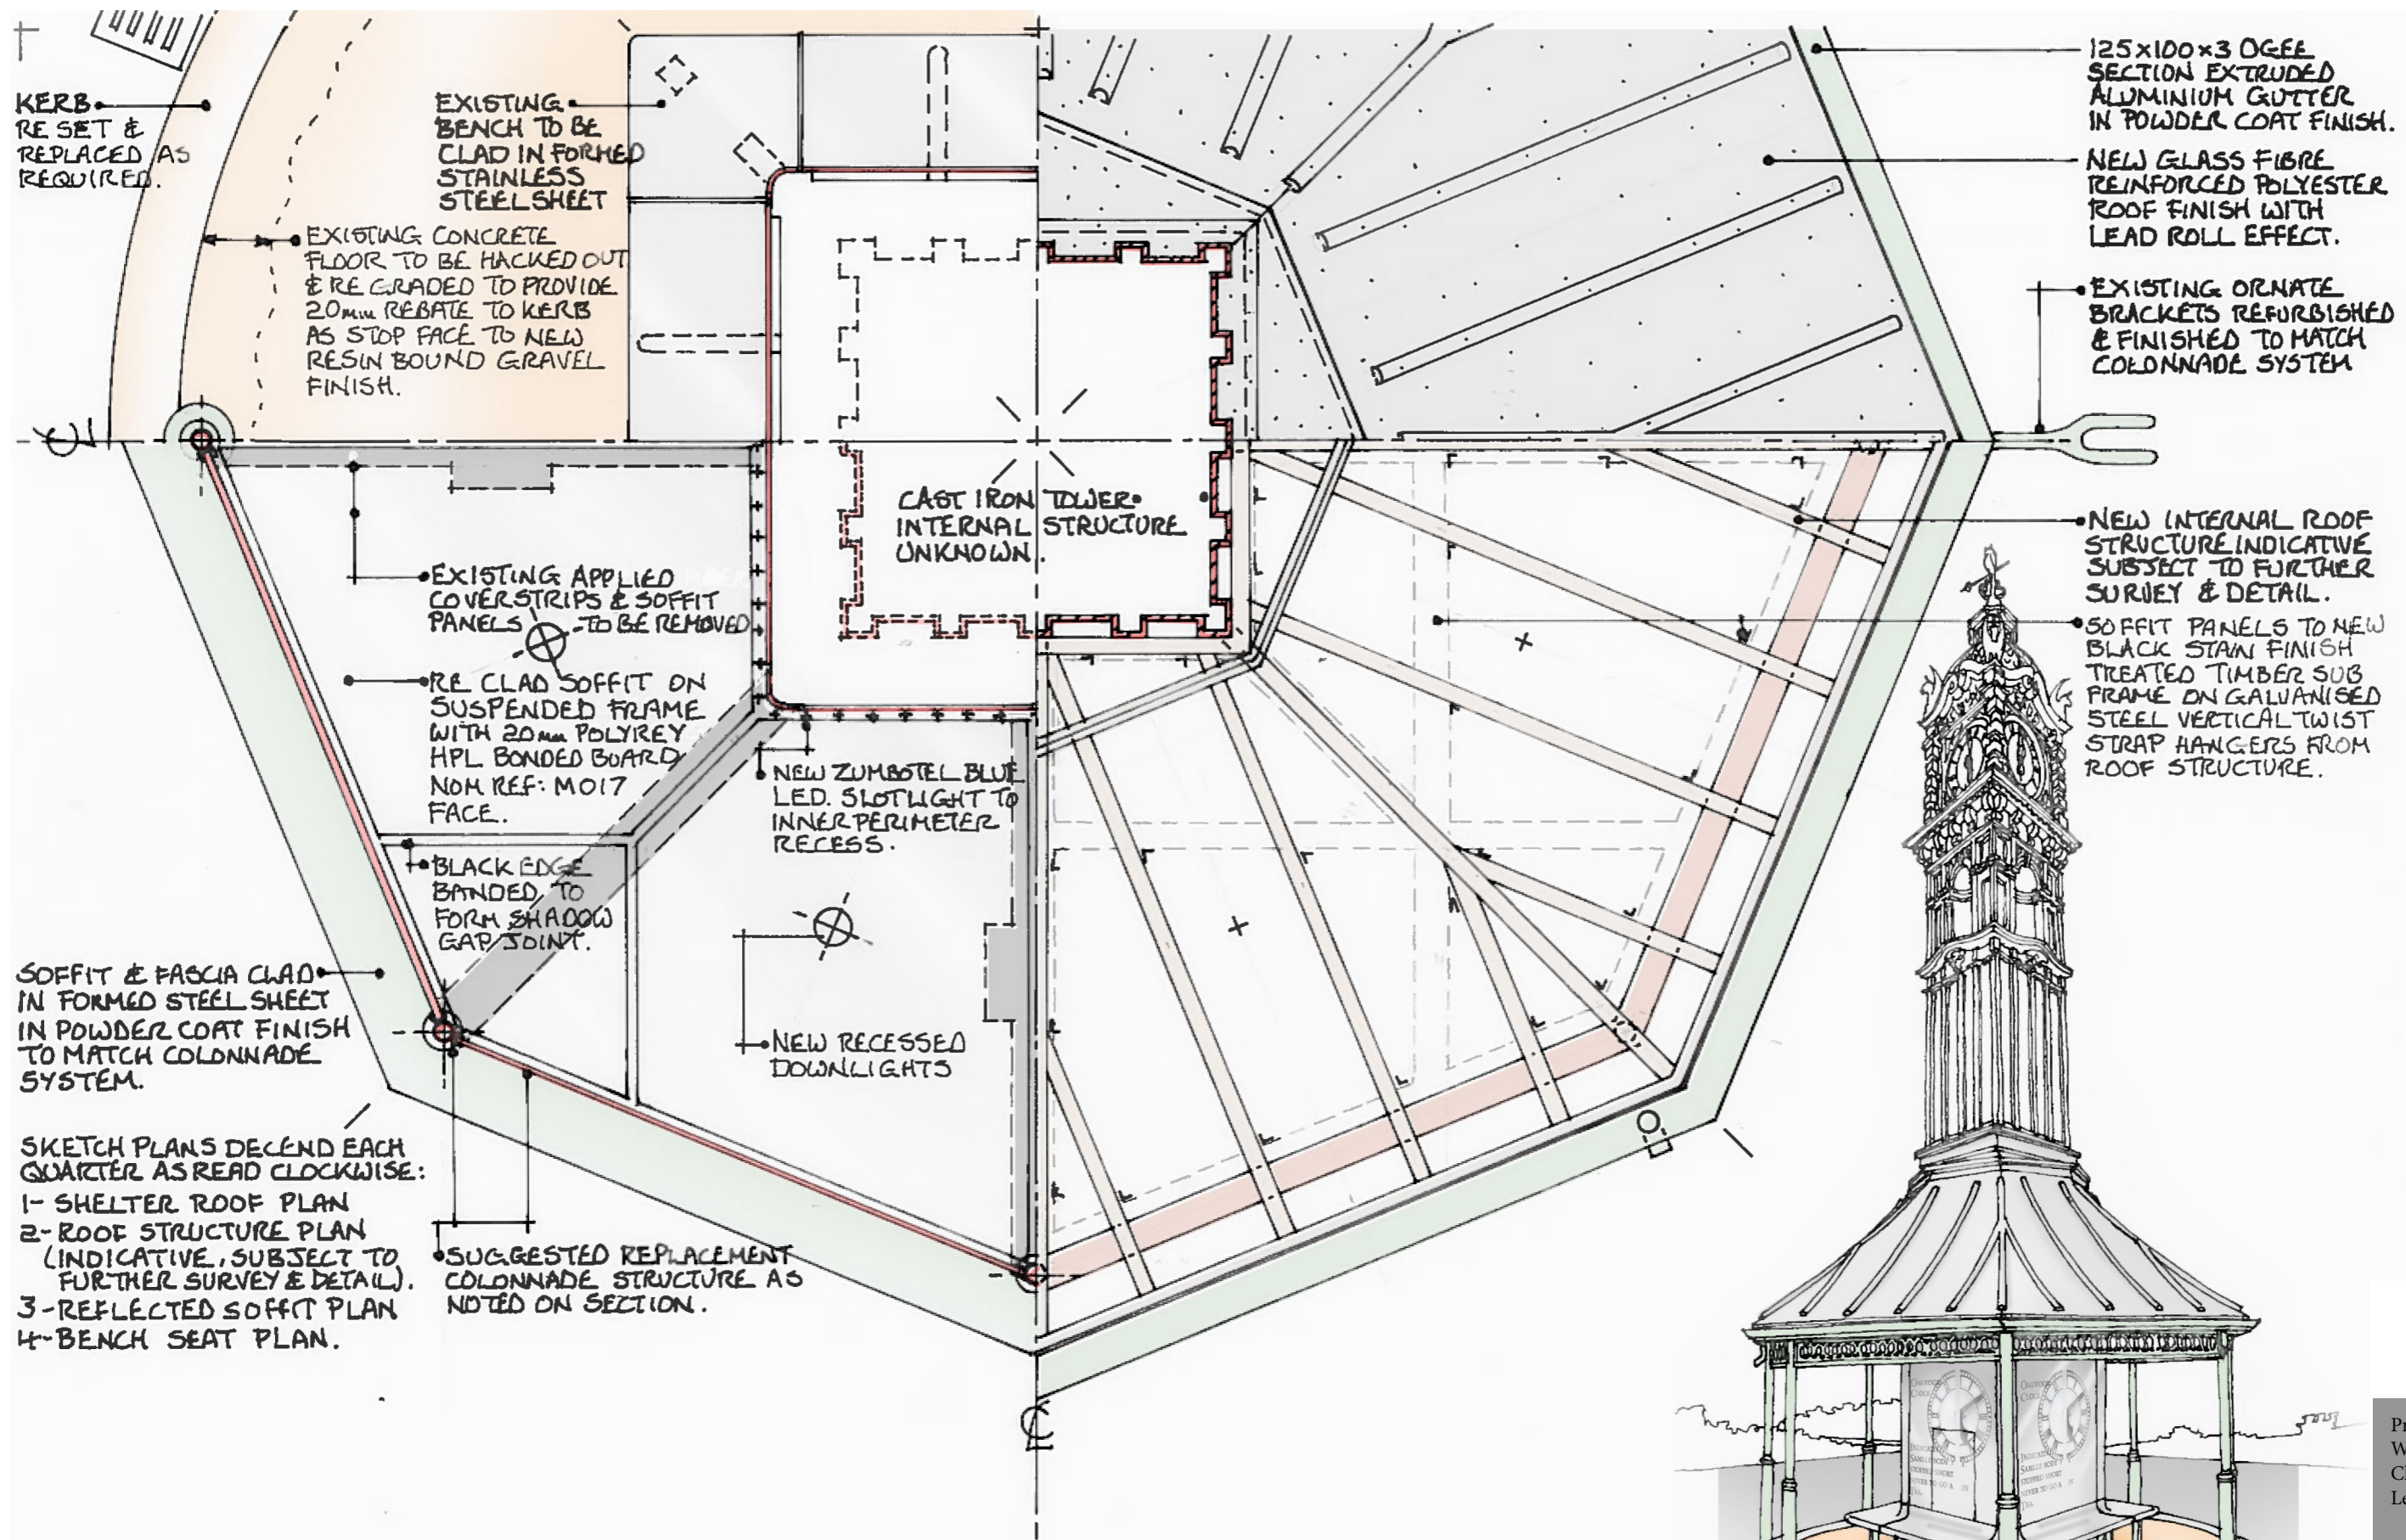 KERB
RE SET &
REPLACED AS
REQUIRED.
EXISTING
BENCH TO BE
CLAD IN FORMED
STAINLESS
STEEL SHEET
EXISTING CONCRETE
FLOOR TO BE HACKED OUT
& RE GRADED TO PROVIDE
20mm REBATE TO KERB
AS STOP FACE TO NEW
RESIN BOUND GRAVEL
FINISH.
125x100x3 OGEE
SECTION EXTRUDED
ALUMINIUM GUTTER
IN POWDER COAT FINISH.
NEW GLASS FIBRE
REINFORCED POLYESTER
ROOF FINISH WITH
LEAD ROLL EFFECT.
EXISTING ORNATE
BRACKETS REFURBISHED
& FINISHED TO MATCH
COLONNADE SYSTEM
CAST IRON TOWER
INTERNAL STRUCTURE
UNKNOWN.
NEW INTERNAL ROOF
STRUCTURE INDICATIVE
SUBJECT TO FURTHER
SURVEY & DETAIL.
SOFFIT PANELS TO NEW
BLACK STAIN FINISH
TREATED TIMBER SUB
FRAME ON GALVANISED
STEEL VERTICAL TWIST
STRAP HANGERS FROM
ROOF STRUCTURE.
EXISTING APPLIED
COVERSTRIPS & SOFFIT
PANELS TO BE REMOVED
RE CLAD SOFFIT ON
SUSPENDED FRAME
WITH 20mm POLYREY
HPL BONDED BOARD
NOM REF: M017
FACE.
NEW ZUMBOTEL BLUE
LED. SLOTLIGHT TO
INNER PERIMETER
RECESS.
BLACK EDGE
BANDED TO
FORM SHADOW
GAP JOINT.
NEW RECESSED
DOWNLIGHTS
SOFFIT & FASCIA CLAD
IN FORMED STEEL SHEET
IN POWDER COAT FINISH
TO MATCH COLONNADE
SYSTEM.
SKETCH PLANS DECEND EACH
QUARTER AS READ CLOCKWISE:
1- SHELTER ROOF PLAN
2- ROOF STRUCTURE PLAN
(INDICATIVE, SUBJECT TO
FURTHER SURVEY & DETAIL).
3- REFLECTED SOFFIT PLAN
4- BENCH SEAT PLAN.
SUGGESTED REPLACEMENT
COLONNADE STRUCTURE AS
NOTED ON SECTION.